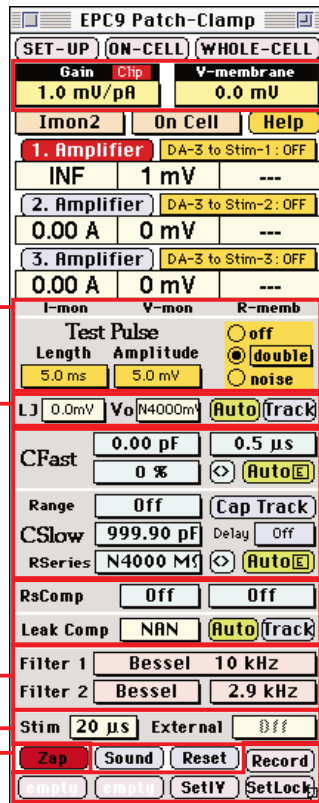 EPC9 Patch-Clamp
SET-UP ON-CELL WHOLE-CELL
Gain Clip V-membrane
1.0 mV/pA 0.0 mV
Imon2 On Cell Help
1. Amplifier DA-3 to Stim-1: OFF
INF 1 mV ---
2. Amplifier DA-3 to Stim-2: OFF
0.00 A 0 mV ---
3. Amplifier DA-3 to Stim-3: OFF
0.00 A 0 mV ---
I-mon V-mon R-memb
Test Pulse off
Length Amplitude double
5.0 ms 5.0 mV noise
LJ 0.0mV Vo N4000mV Auto Track
CFast 0.00 pF 0.5 µs
0 % <> Auto E
Range Off Cap Track
CSlow 999.90 pF Delay Off
RSeries N4000 MΩ <> Auto E
RsComp Off Off
Leak Comp NAN Auto Track
Filter 1 Bessel 10 kHz
Filter 2 Bessel 2.9 kHz
Stim 20 µs External Off
Zap Sound Reset Record
empty empty SetIV SetLock